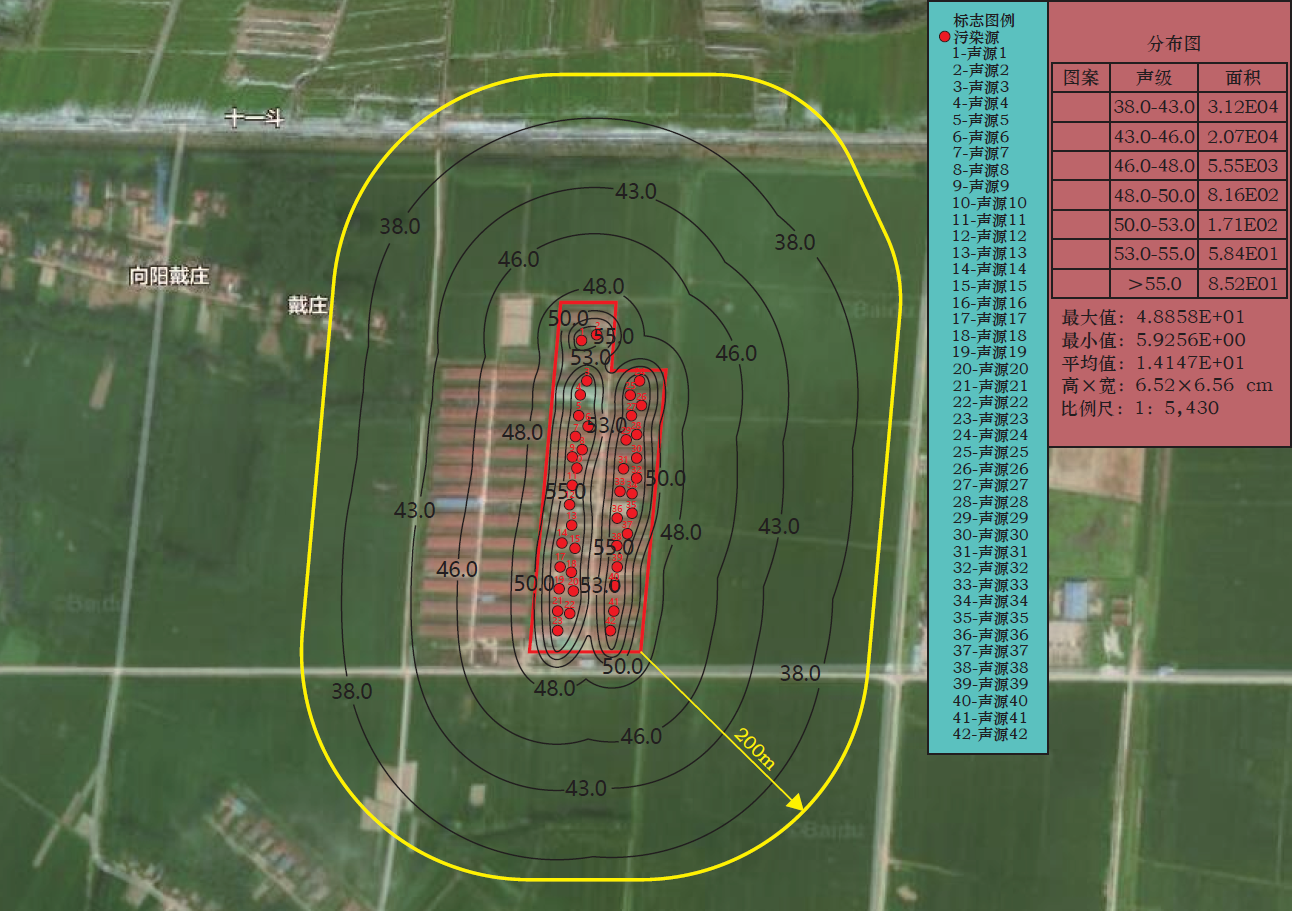 标志图例
污染源
1-声源1
2-声源2
3-声源3
4-声源4
5-声源5
6-声源6
7-声源7
8-声源8
9-声源9
10-声源10
11-声源11
12-声源12
13-声源13
14-声源14
15-声源15
16-声源16
17-声源17
18-声源18
19-声源19
20-声源20
21-声源21
22-声源22
23-声源23
24-声源24
25-声源25
26-声源26
27-声源27
28-声源28
29-声源29
30-声源30
31-声源31
32-声源32
33-声源33
34-声源34
35-声源35
36-声源36
37-声源37
38-声源38
39-声源39
40-声源40
41-声源41
42-声源42
分布图
图案 声级 面积
38.0-43.0 3.12E04
43.0-46.0 2.07E04
46.0-48.0 5.55E03
48.0-50.0 8.16E02
50.0-53.0 1.71E02
53.0-55.0 5.84E01
>55.0 8.52E01
最大值: 4.8858E+01
最小值: 5.9256E+00
平均值: 1.4147E+01
高×宽: 6.52×6.56 cm
比例尺: 1: 5,430
十一斗
43.0
38.0
38.0
46.0
向阳戴庄
48.0
戴庄
Baidu
50.0
55.0
46.0
53.0
53.0
48.0
50.0
55.0
43.0
43.0
48.0
55.0
46.0
50.0
53.0
©Baidu
50.0
38.0
48.0
38.0
46.0
200m
43.0
©Baidu